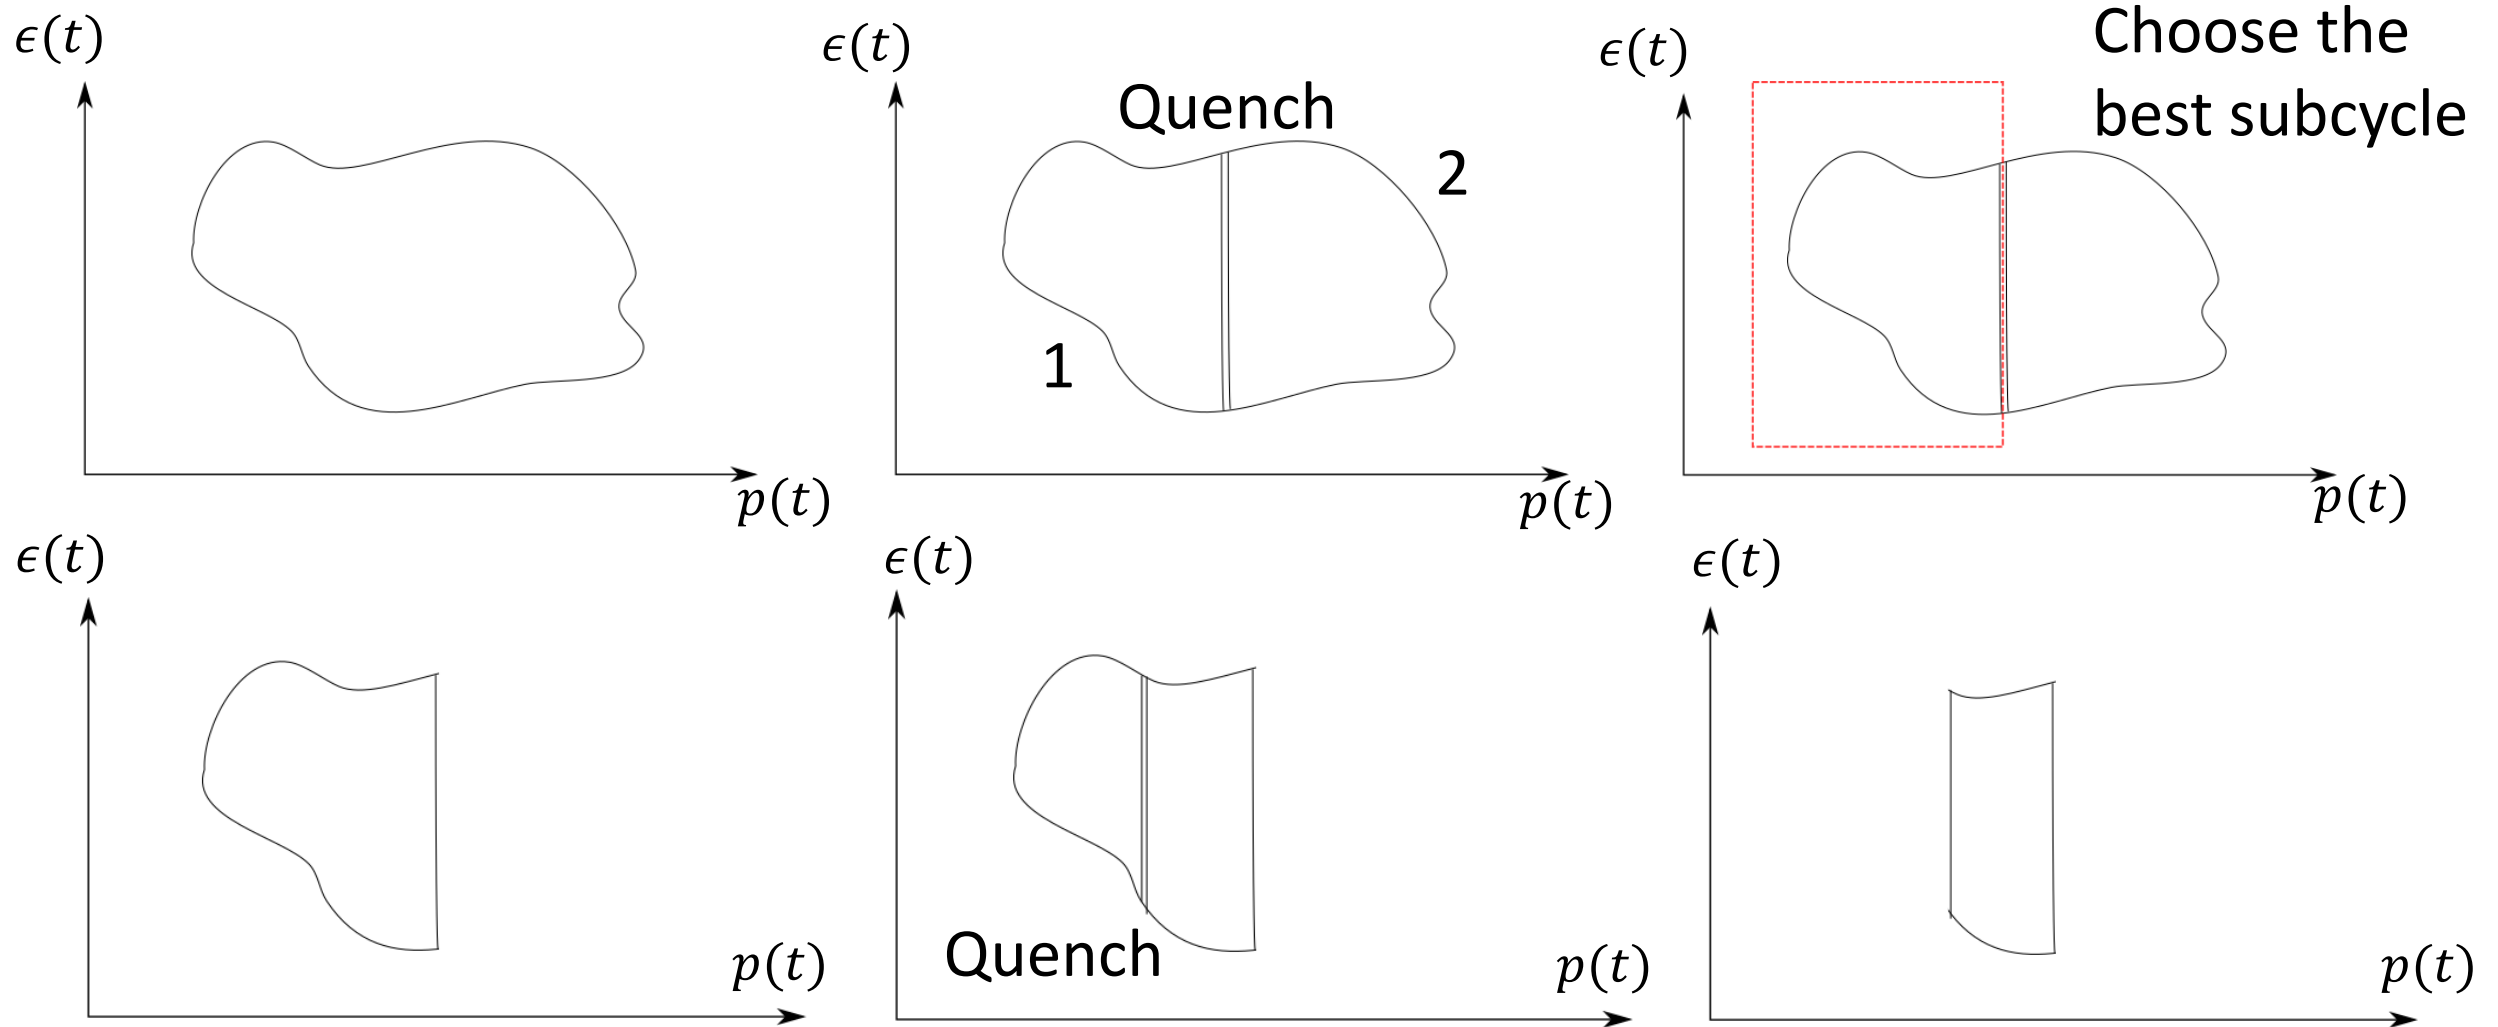 ϵ(t)
ϵ(t)
ϵ(t)
Choose the
best subcycle
Quench
2
1
p(t)
p(t)
p(t)
ϵ(t)
ϵ(t)
ϵ(t)
Quench
p(t)
p(t)
p(t)